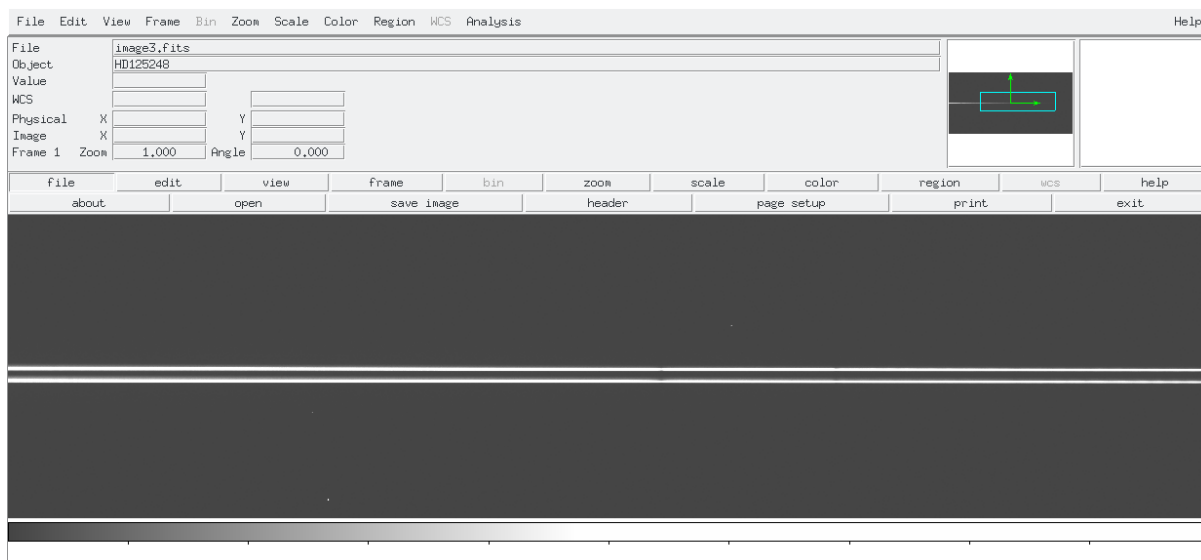 File Edit View Frame Bin Zoom Scale Color Region WCS Analysis Help
File image3.fits
Object HD125248
Value
WCS
Physical X Y
Image X Y
Frame 1 Zoom 1.000 Angle 0.000
file edit view frame bin zoom scale color region wcs help
about open save image header page setup print exit